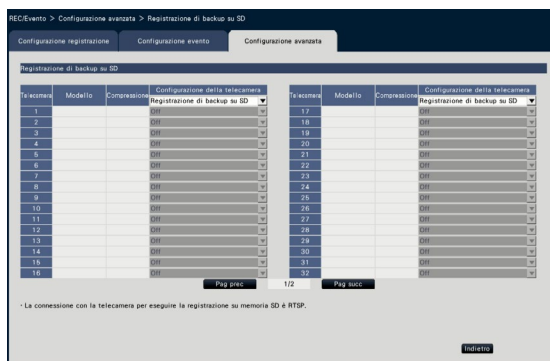 REC/Evento > Configurazione avanzata > Registrazione di backup su SD
Configurazione registrazione Configurazione evento Configurazione avanzata
Registrazione di backup su SD
Telecamera Modello Compressione Configurazione della telecamera Telecamera Modello Compressione Configurazione della telecamera
Registrazione di backup su SD Registrazione di backup su SD
1 Off 17 Off
2 Off 18 Off
3 Off 19 Off
4 Off 20 Off
5 Off 21 Off
6 Off 22 Off
7 Off 23 Off
8 Off 24 Off
9 Off 25 Off
10 Off 26 Off
11 Off 27 Off
12 Off 28 Off
13 Off 29 Off
14 Off 30 Off
15 Off 31 Off
16 Off 32 Off
Pag prec 1/2 Pag succ
· La connessione con la telecamera per eseguire la registrazione su memoria SD é RTSP.
Indietro